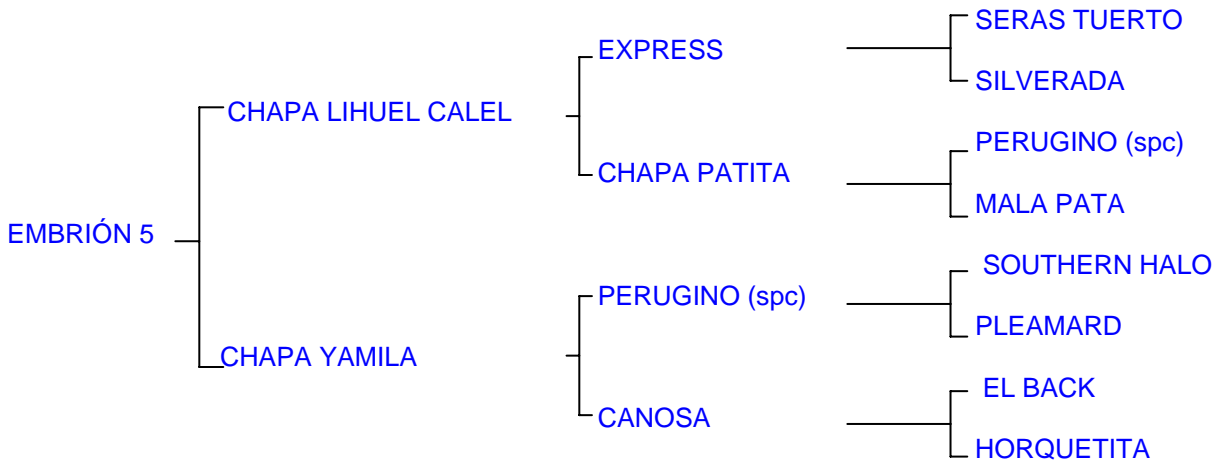 SERAS TUERTO
EXPRESS
SILVERADA
CHAPA LIHUEL CALEL
PERUGINO (spc)
CHAPA PATITA
MALA PATA
EMBRIÓN 5
SOUTHERN HALO
PERUGINO (spc)
PLEAMARD
CHAPA YAMILA
EL BACK
CANOSA
HORQUETITA